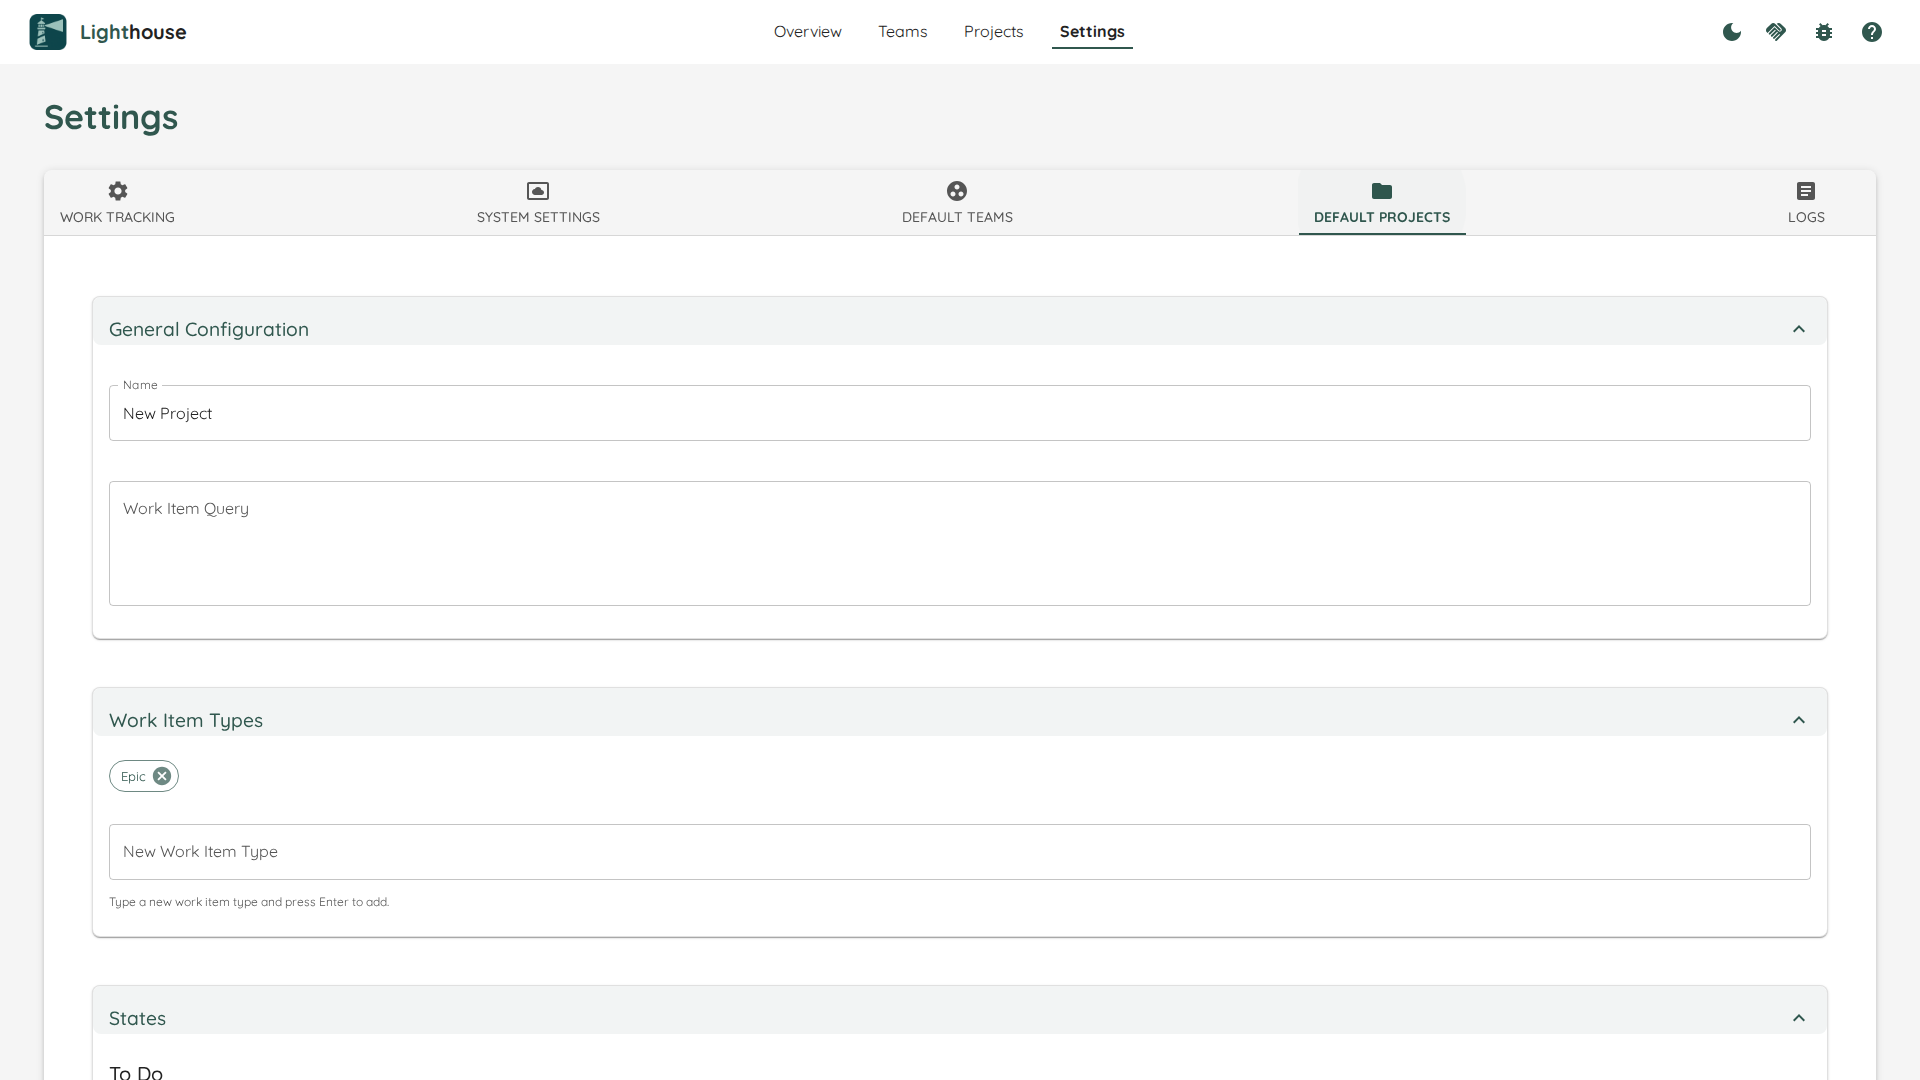 Lighthouse
Overview
Teams
Projects
Settings
Settings
WORK TRACKING
SYSTEM SETTINGS
DEFAULT TEAMS
DEFAULT PROJECTS
LOGS
General Configuration
Name
New Project
Work Item Query
Work Item Types
Epic
New Work Item Type
Type a new work item type and press Enter to add.
States
To Do